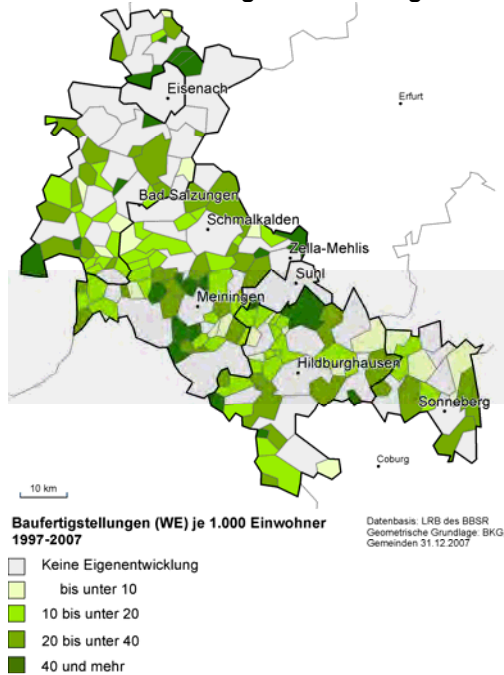 Eisenach
Erfurt
Bad Salzungen
Schmalkalden
Zella-Mehlis
Suhl
Meiningen
Hildburghausen
Sonneberg
Coburg
10 km
Baufertigstellungen (WE) je 1.000 Einwohner
1997-2007
Datenbasis: LRB des BBSR
Geometrische Grundlage: BKG
Gemeinden 31.12.2007
Keine Eigenentwicklung
bis unter 10
10 bis unter 20
20 bis unter 40
40 und mehr